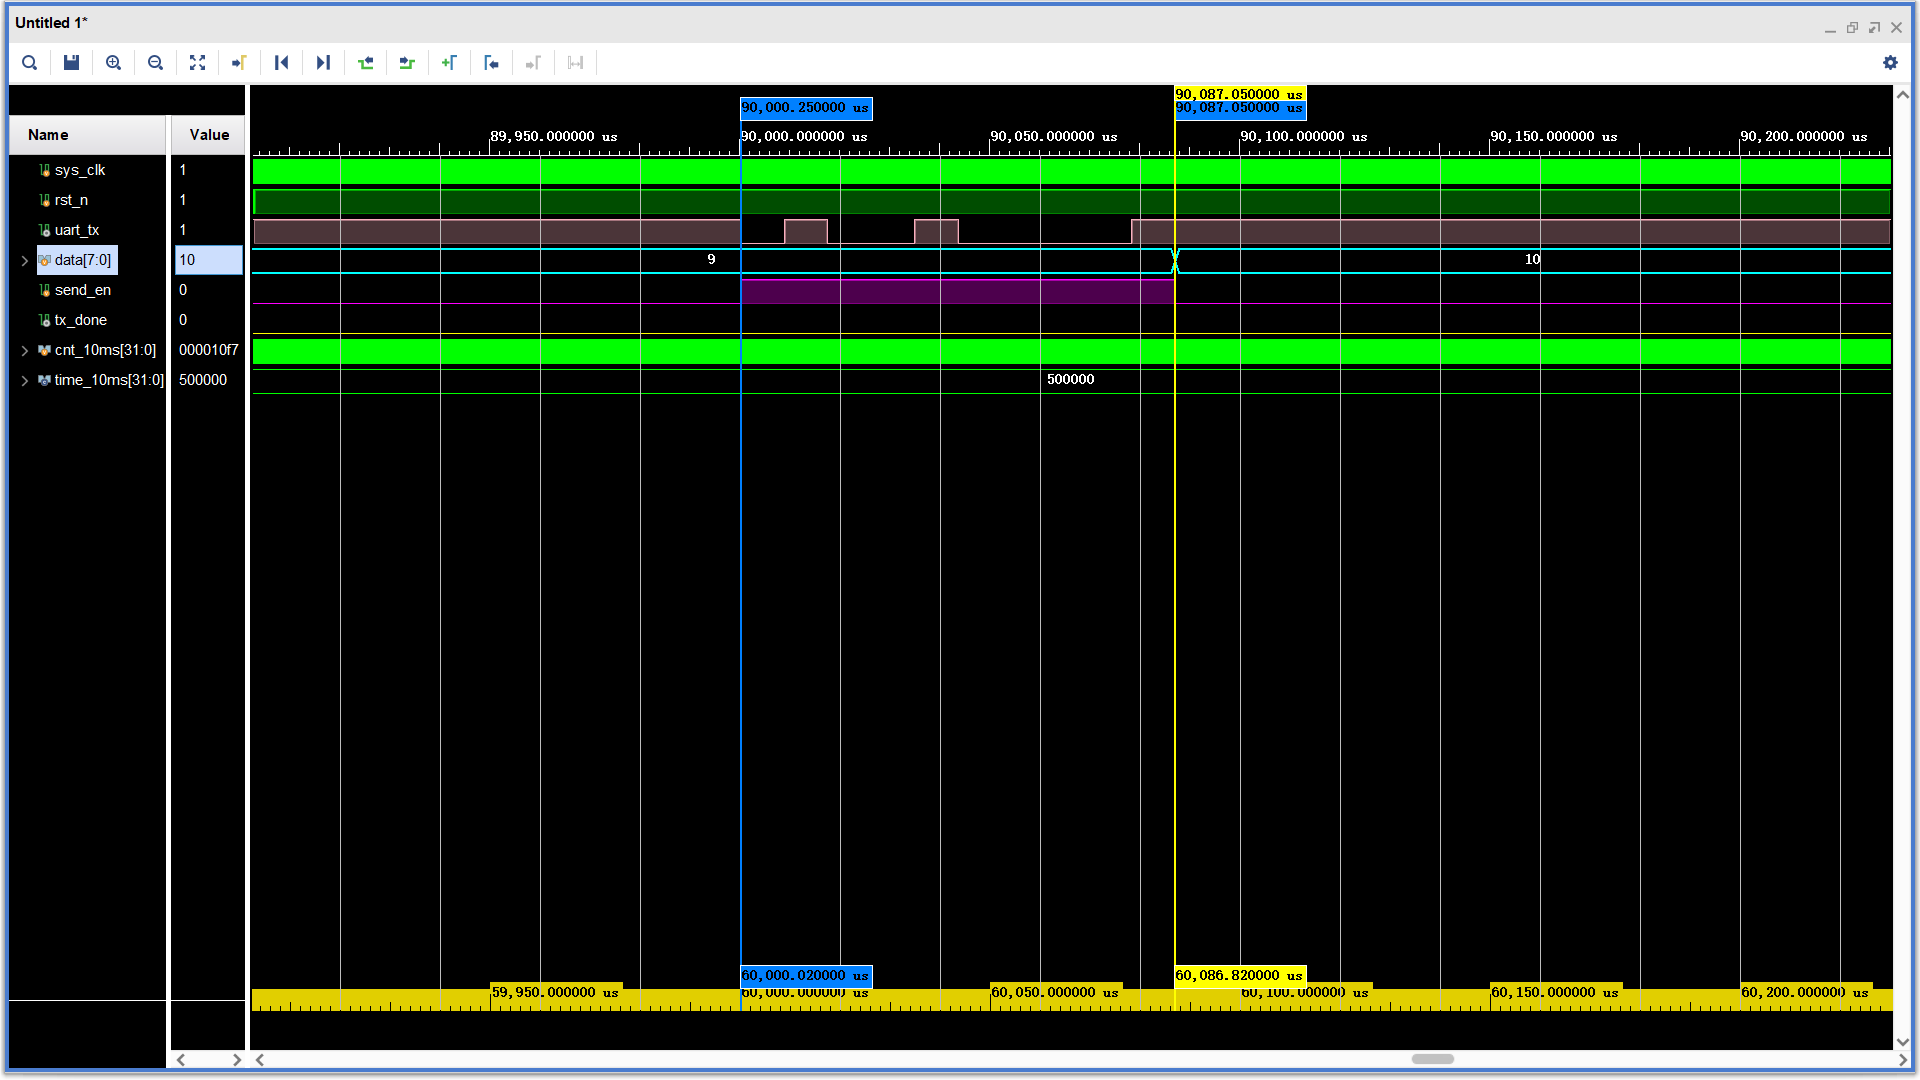 Untitled 1*
90,087.050000 us
90,000.250000 us
90,087.050000 us
Name
Value
89,950.000000 us
90,000.000000 us
90,050.000000 us
90,100.000000 us
90,150.000000 us
90,200.000000 us
sys_clk
1
rst_n
1
uart_tx
1
data[7:0]
10
9
10
send_en
0
tx_done
0
cnt_10ms[31:0]
000010f7
time_10ms[31:0]
500000
500000
60,000.020000 us
60,086.820000 us
59,950.000000 us
60,000.000000 us
60,050.000000 us
60,100.000000 us
60,150.000000 us
60,200.000000 us